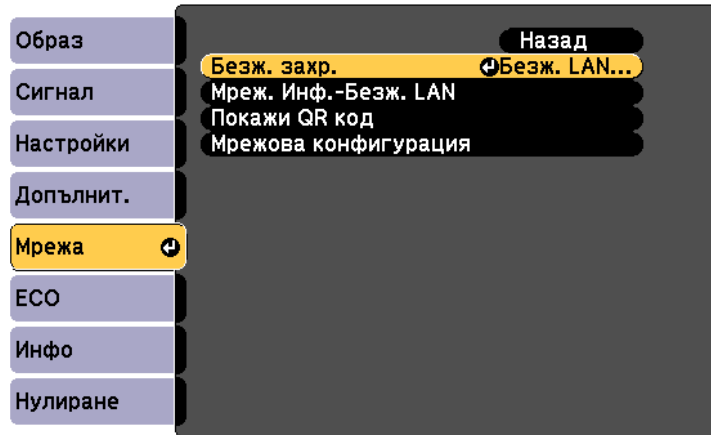 Образ
Сигнал
Настройки
Допълнит.
Мрежа
ECO
Инфо
Нулиране
Назад
Безж. захр. Безж. LAN...
Мреж. Инф.-Безж. LAN
Покажи QR код
Мрежова конфигурация